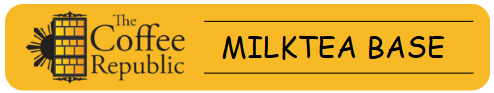 The
Coffee
Republic
MILKTEA BASE